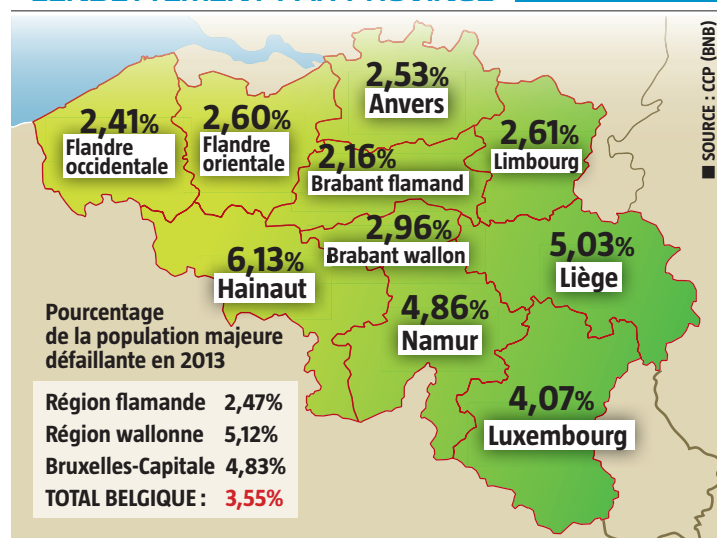 2,53%
Anvers
2,41%
Flandre
occidentale
2,60%
Flandre
orientale
2,61%
Limbourg
2,16%
Brabant flamand
2,96%
Brabant wallon
6,13%
Hainaut
5,03%
Liège
4,86%
Namur
4,07%
Luxembourg
Pourcentage
de la population majeure
défaillante en 2013
Région flamande 2,47%
Région wallonne 5,12%
Bruxelles-Capitale 4,83%
TOTAL BELGIQUE : 3,55%
■ SOURCE : CCP (BNB)